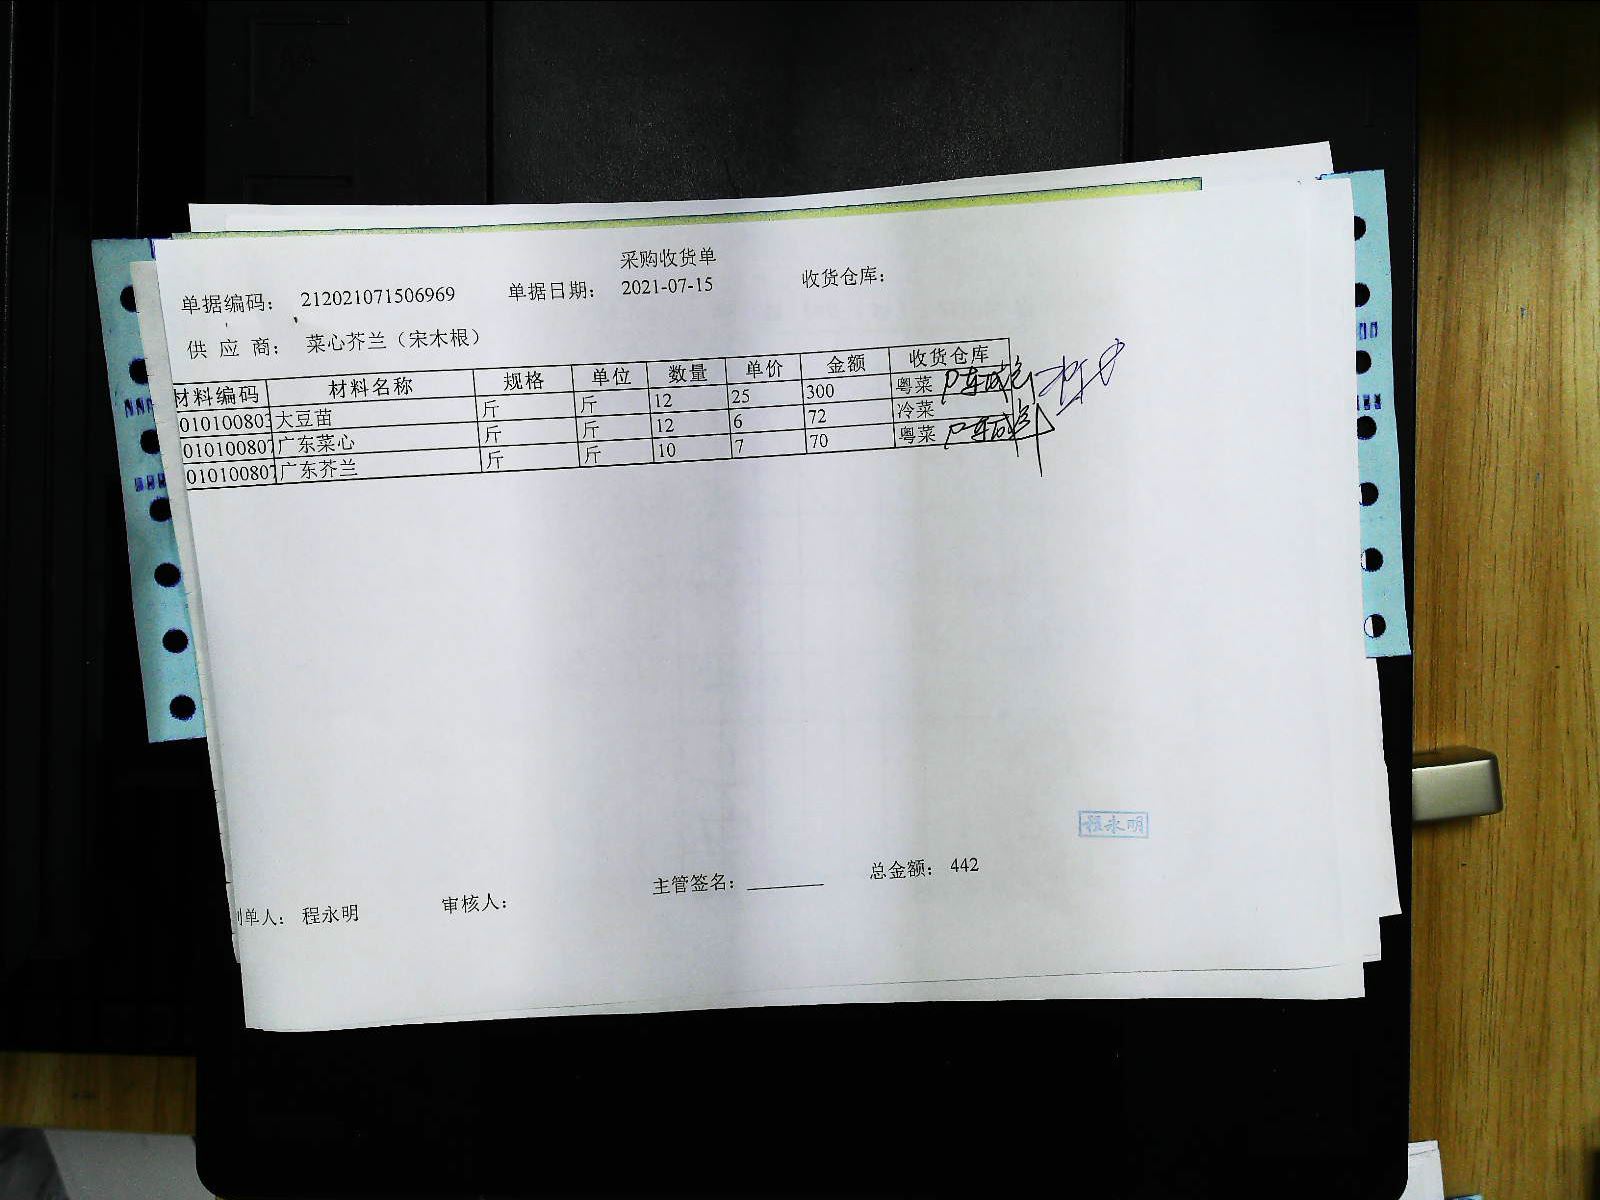 采购收货单
单据编码： 212021071506969 单据日期： 2021-07-15 收货仓库：
供 应 商： 菜心芥兰（宋木根）
材料编码 材料名称 规格 单位 数量 单价 金额 收货仓库
010100803 大豆苗 斤 斤 12 25 300 粤菜
010100807 广东菜心 斤 斤 12 6 72 冷菜
010100807 广东芥兰 斤 斤 10 7 70 粤菜
程永明
制单人： 程永明 审核人： 主管签名： 总金额： 442